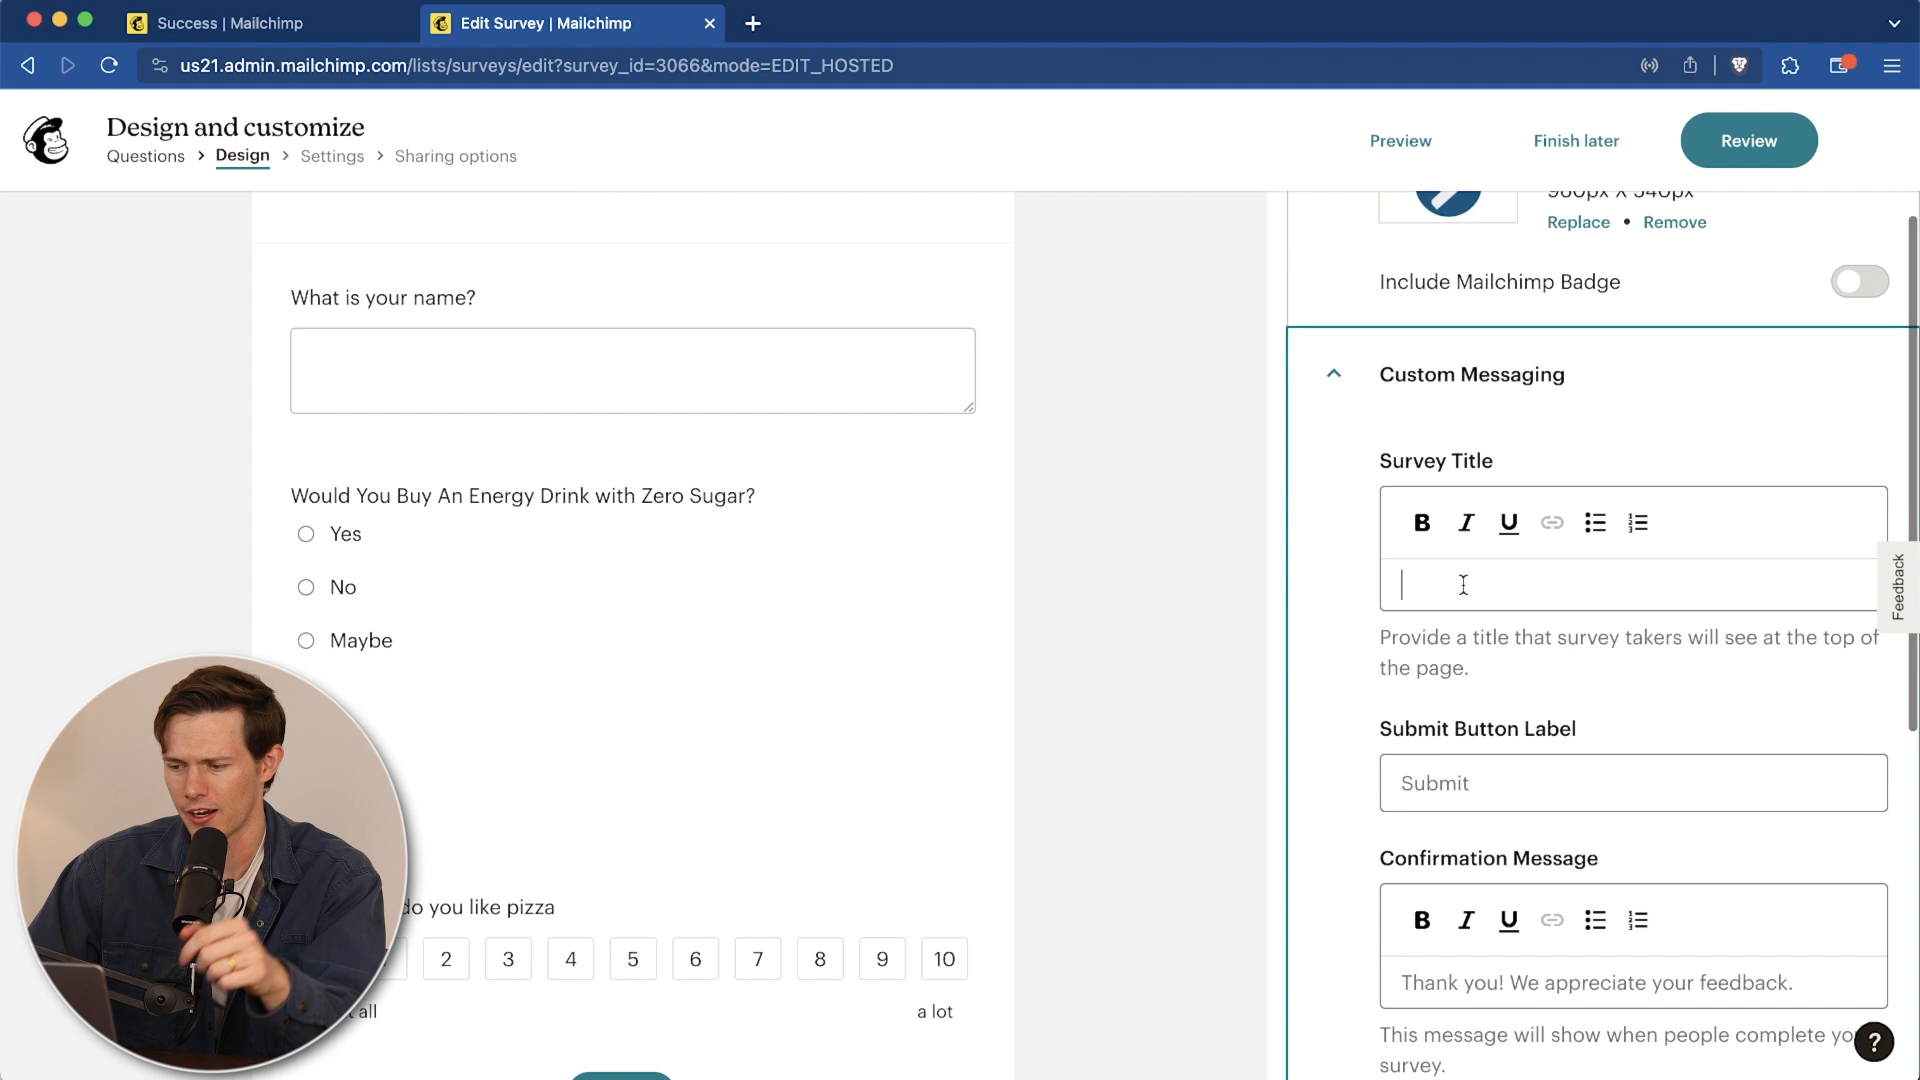 Success | Mailchimp
Edit Survey | Mailchimp
us21.admin.mailchimp.com/lists/surveys/edit?survey_id=3066&mode=EDIT_HOSTED
Design and customize
Questions > Design > Settings > Sharing options
Preview
Finish later
Review
960px X 540px
Replace • Remove
Include Mailchimp Badge
Custom Messaging
Survey Title
B I U
Provide a title that survey takers will see at the top of
the page.
Submit Button Label
Submit
Confirmation Message
B I U
Thank you! We appreciate your feedback.
This message will show when people complete yo
survey.
Feedback
?
What is your name?
Would You Buy An Energy Drink with Zero Sugar?
Yes
No
Maybe
do you like pizza
2 3 4 5 6 7 8 9 10
all
a lot